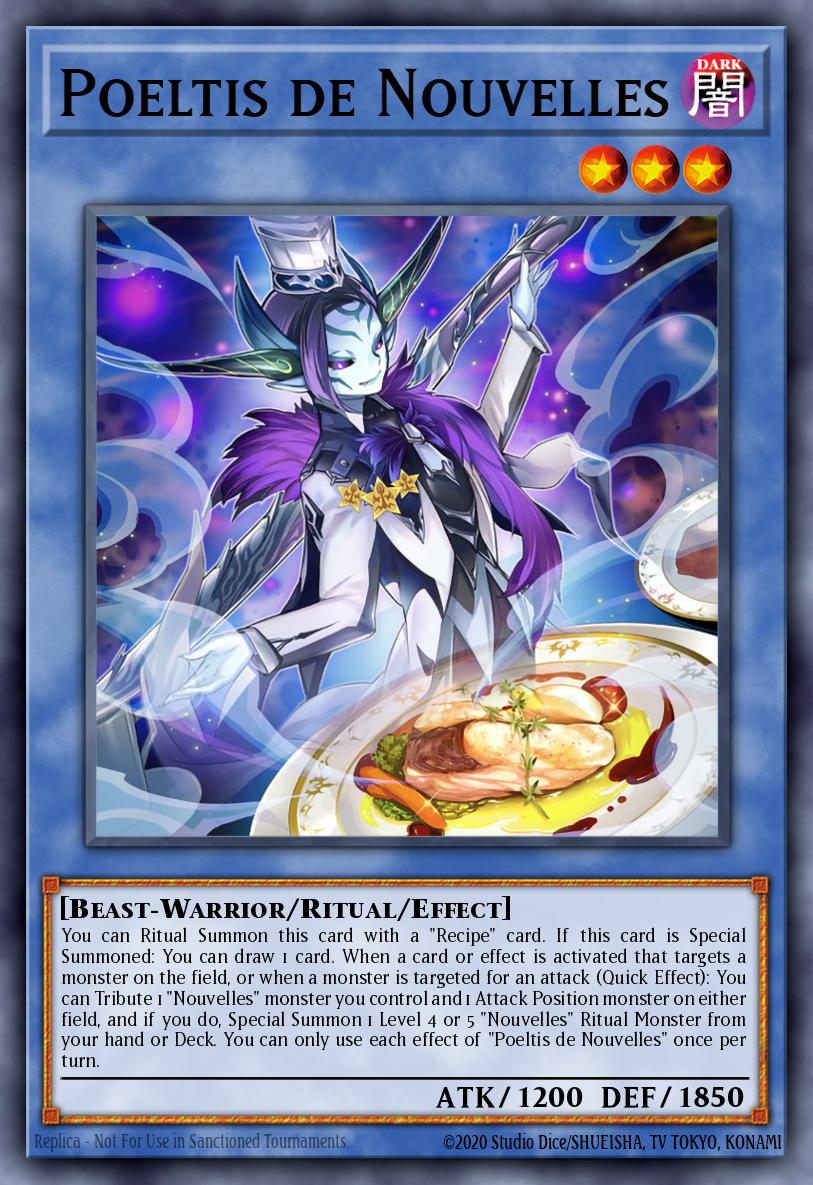 Poeltis de Nouvelles
DARK
闇
[Beast-Warrior/Ritual/Effect]
You can Ritual Summon this card with a "Recipe" card. If this card is Special
Summoned: You can draw 1 card. When a card or effect is activated that targets a
monster on the field, or when a monster is targeted for an attack (Quick Effect): You
can Tribute 1 "Nouvelles" monster you control and 1 Attack Position monster on either
field, and if you do, Special Summon 1 Level 4 or 5 "Nouvelles" Ritual Monster from
your hand or Deck. You can only use each effect of "Poeltis de Nouvelles" once per
turn.
ATK/1200 DEF/1850
Replica - Not For Use in Sanctioned Tournaments.
©2020 Studio Dice/SHUEISHA, TV TOKYO, KONAMI